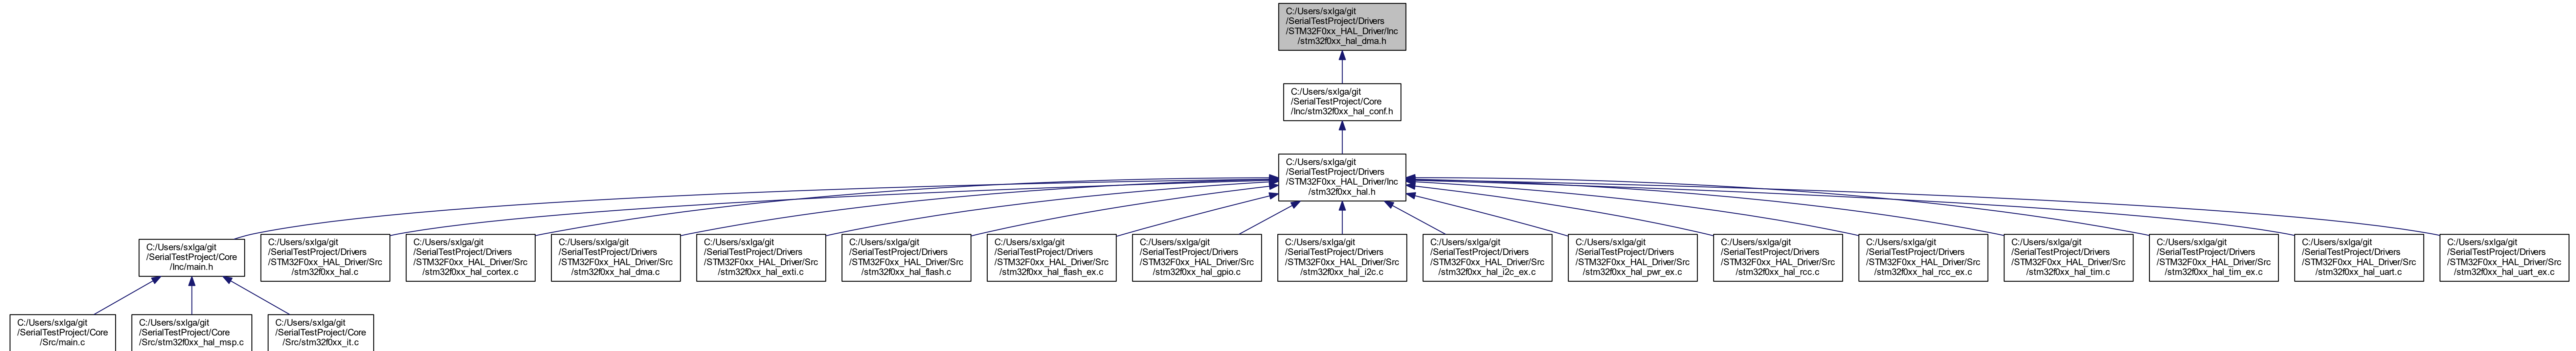 C:/Users/sxlga/git
/SerialTestProject/Drivers
/STM32F0xx_HAL_Driver/Inc
/stm32f0xx_hal_dma.h
C:/Users/sxlga/git
/SerialTestProject/Core
/Inc/stm32f0xx_hal_conf.h
C:/Users/sxlga/git
/SerialTestProject/Drivers
/STM32F0xx_HAL_Driver/Inc
/stm32f0xx_hal.h
C:/Users/sxlga/git
/SerialTestProject/Core
/Inc/main.h
C:/Users/sxlga/git
/SerialTestProject/Drivers
/STM32F0xx_HAL_Driver/Src
/stm32f0xx_hal.c
C:/Users/sxlga/git
/SerialTestProject/Drivers
/STM32F0xx_HAL_Driver/Src
/stm32f0xx_hal_cortex.c
C:/Users/sxlga/git
/SerialTestProject/Drivers
/STM32F0xx_HAL_Driver/Src
/stm32f0xx_hal_dma.c
C:/Users/sxlga/git
/SerialTestProject/Drivers
/STM32F0xx_HAL_Driver/Src
/stm32f0xx_hal_exti.c
C:/Users/sxlga/git
/SerialTestProject/Drivers
/STM32F0xx_HAL_Driver/Src
/stm32f0xx_hal_flash.c
C:/Users/sxlga/git
/SerialTestProject/Drivers
/STM32F0xx_HAL_Driver/Src
/stm32f0xx_hal_flash_ex.c
C:/Users/sxlga/git
/SerialTestProject/Drivers
/STM32F0xx_HAL_Driver/Src
/stm32f0xx_hal_gpio.c
C:/Users/sxlga/git
/SerialTestProject/Drivers
/STM32F0xx_HAL_Driver/Src
/stm32f0xx_hal_i2c.c
C:/Users/sxlga/git
/SerialTestProject/Drivers
/STM32F0xx_HAL_Driver/Src
/stm32f0xx_hal_i2c_ex.c
C:/Users/sxlga/git
/SerialTestProject/Drivers
/STM32F0xx_HAL_Driver/Src
/stm32f0xx_hal_pwr_ex.c
C:/Users/sxlga/git
/SerialTestProject/Drivers
/STM32F0xx_HAL_Driver/Src
/stm32f0xx_hal_rcc.c
C:/Users/sxlga/git
/SerialTestProject/Drivers
/STM32F0xx_HAL_Driver/Src
/stm32f0xx_hal_rcc_ex.c
C:/Users/sxlga/git
/SerialTestProject/Drivers
/STM32F0xx_HAL_Driver/Src
/stm32f0xx_hal_tim.c
C:/Users/sxlga/git
/SerialTestProject/Drivers
/STM32F0xx_HAL_Driver/Src
/stm32f0xx_hal_tim_ex.c
C:/Users/sxlga/git
/SerialTestProject/Drivers
/STM32F0xx_HAL_Driver/Src
/stm32f0xx_hal_uart.c
C:/Users/sxlga/git
/SerialTestProject/Drivers
/STM32F0xx_HAL_Driver/Src
/stm32f0xx_hal_uart_ex.c
C:/Users/sxlga/git
/SerialTestProject/Core
/Src/main.c
C:/Users/sxlga/git
/SerialTestProject/Core
/Src/stm32f0xx_hal_msp.c
C:/Users/sxlga/git
/SerialTestProject/Core
/Src/stm32f0xx_it.c